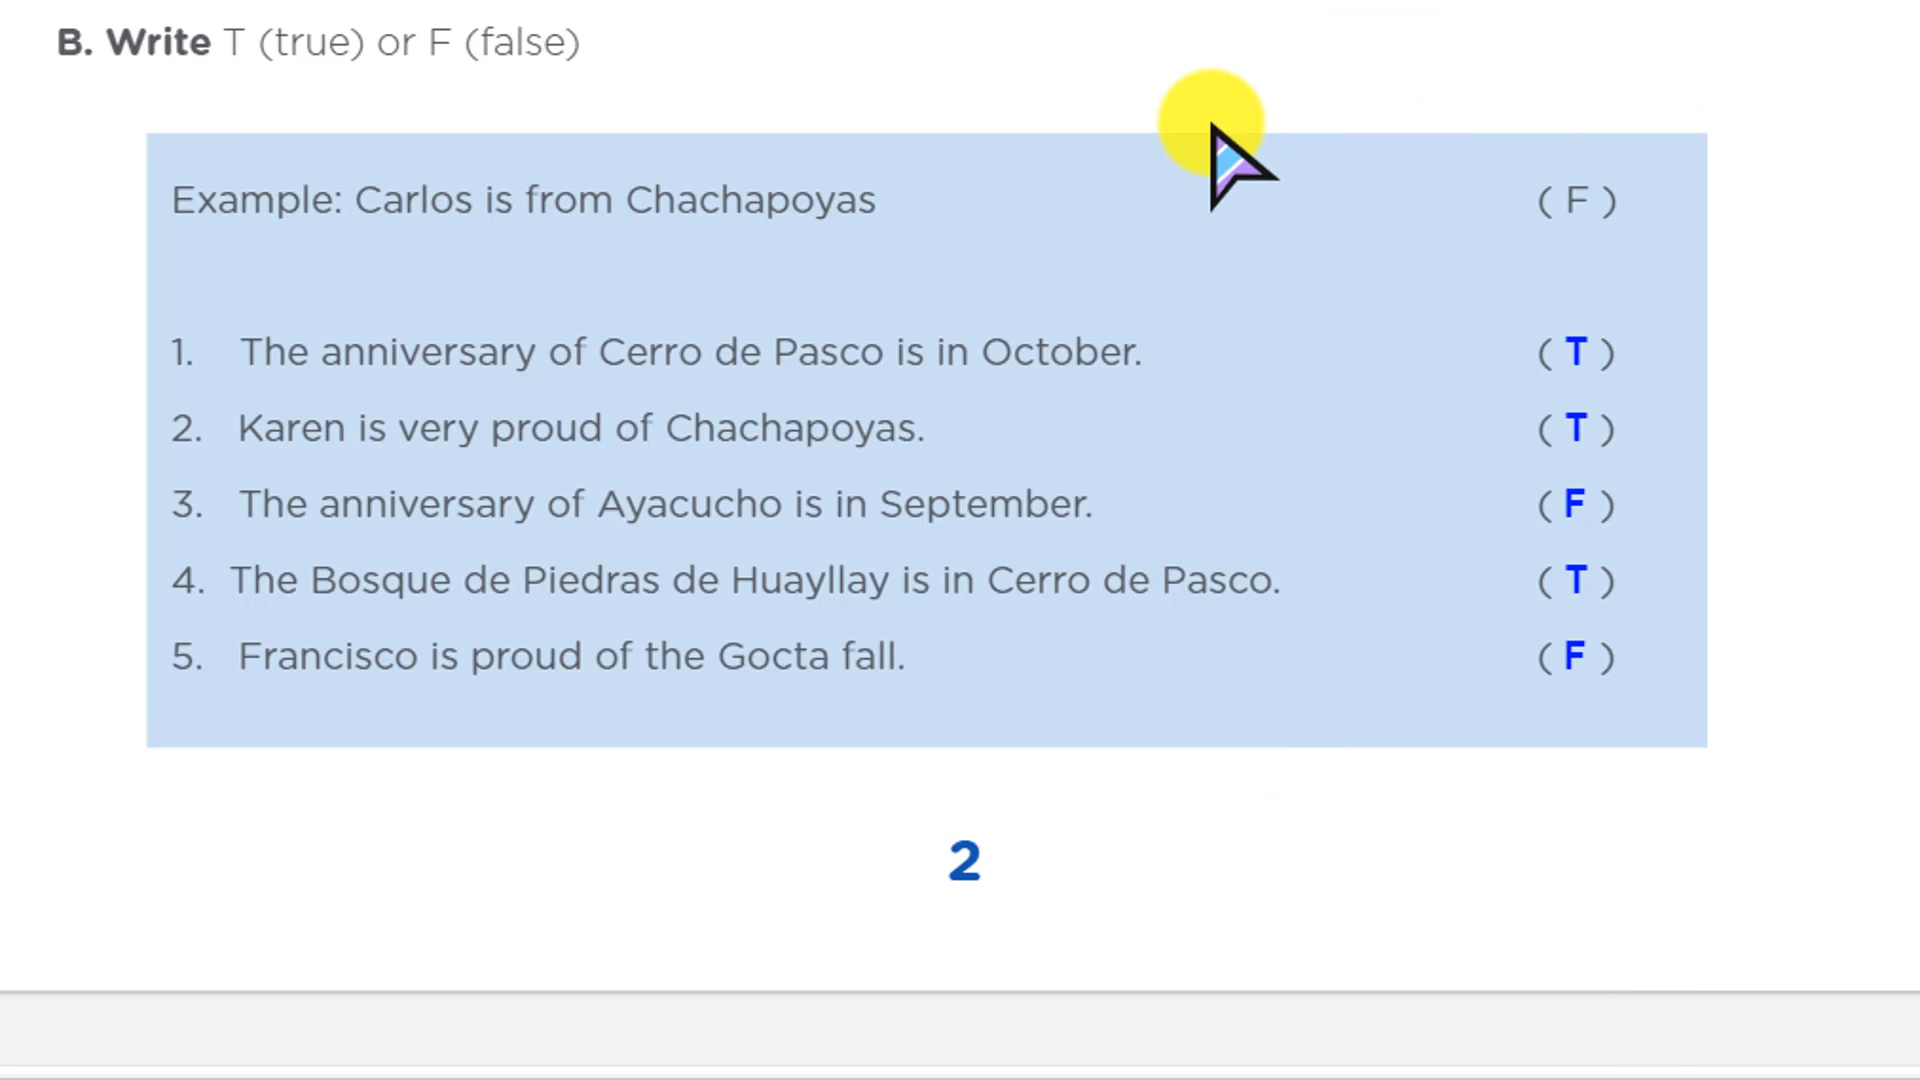 B. Write T (true) or F (false)
Example: Carlos is from Chachapoyas ( F )
1. The anniversary of Cerro de Pasco is in October. ( T )
2. Karen is very proud of Chachapoyas. ( T )
3. The anniversary of Ayacucho is in September. ( F )
4. The Bosque de Piedras de Huayllay is in Cerro de Pasco. ( T )
5. Francisco is proud of the Gocta fall. ( F )
2